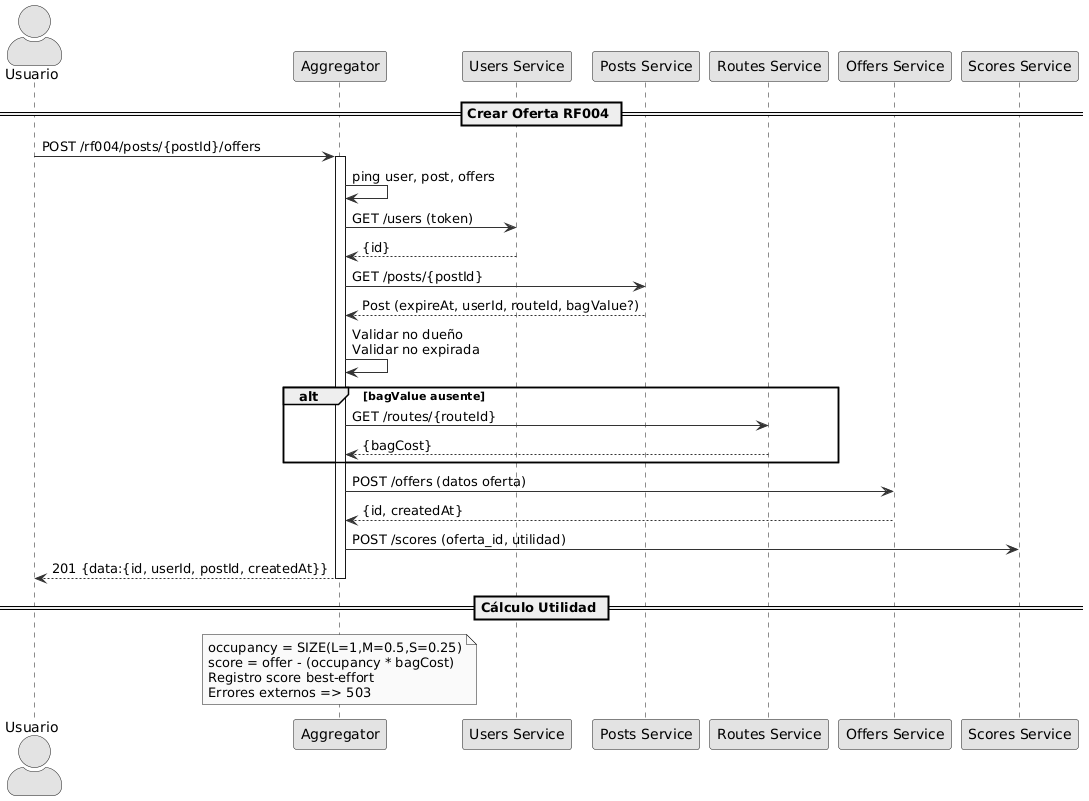 Usuario
Aggregator
Users Service
Posts Service
Routes Service
Offers Service
Scores Service
Crear Oferta RF004
POST /rf004/posts/{postId}/offers
ping user, post, offers
GET /users (token)
{id}
GET /posts/{postId}
Post (expireAt, userId, routeId, bagValue?)
Validar no dueño
Validar no expirada
alt
[bagValue ausente]
GET /routes/{routeId}
{bagCost}
POST /offers (datos oferta)
{id, createdAt}
POST /scores (oferta_id, utilidad)
201 {data:{id, userId, postId, createdAt}}
Cálculo Utilidad
occupancy = SIZE(L=1,M=0.5,S=0.25)
score = offer - (occupancy * bagCost)
Registro score best-effort
Errores externos => 503
Usuario
Aggregator
Users Service
Posts Service
Routes Service
Offers Service
Scores Service